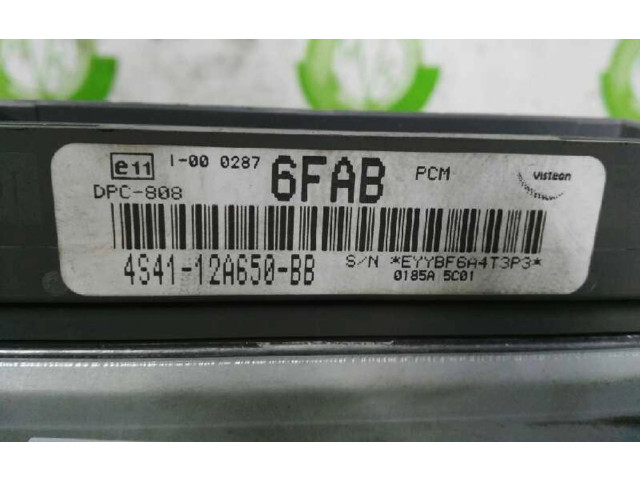 e11 I-00 0287 6FAB PCM Visteon
DPC-808
4S41-12A650-BB S/N *EYYBF6A4T3P3*
0185A 5C01